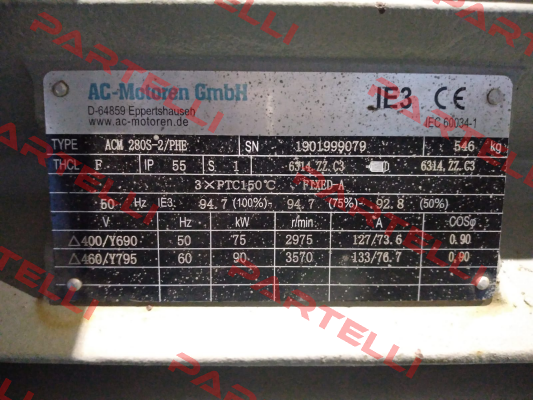 PARTELLI
AC-Motoren GmbH
D-64859 Eppertshausen
www.ac-motoren.de
IE3 CE
IEC 60034-1
TYPE ACM 280S-2/PHE SN 1901999079 546 kg
THCL F IP 55 S 1 6314.ZZ.C3 6314.ZZ.C3
3×PTC150℃ FIXED-A
50 Hz IE3: 94.7 (100%)- 94.7 (75%)- 92.8 (50%)
V Hz kW r/min A COSφ
△400/Y690 50 75 2975 127/73.6 0.90
△460/Y795 60 90 3570 133/76.7 0.90
PARTELLI
PARTELLI